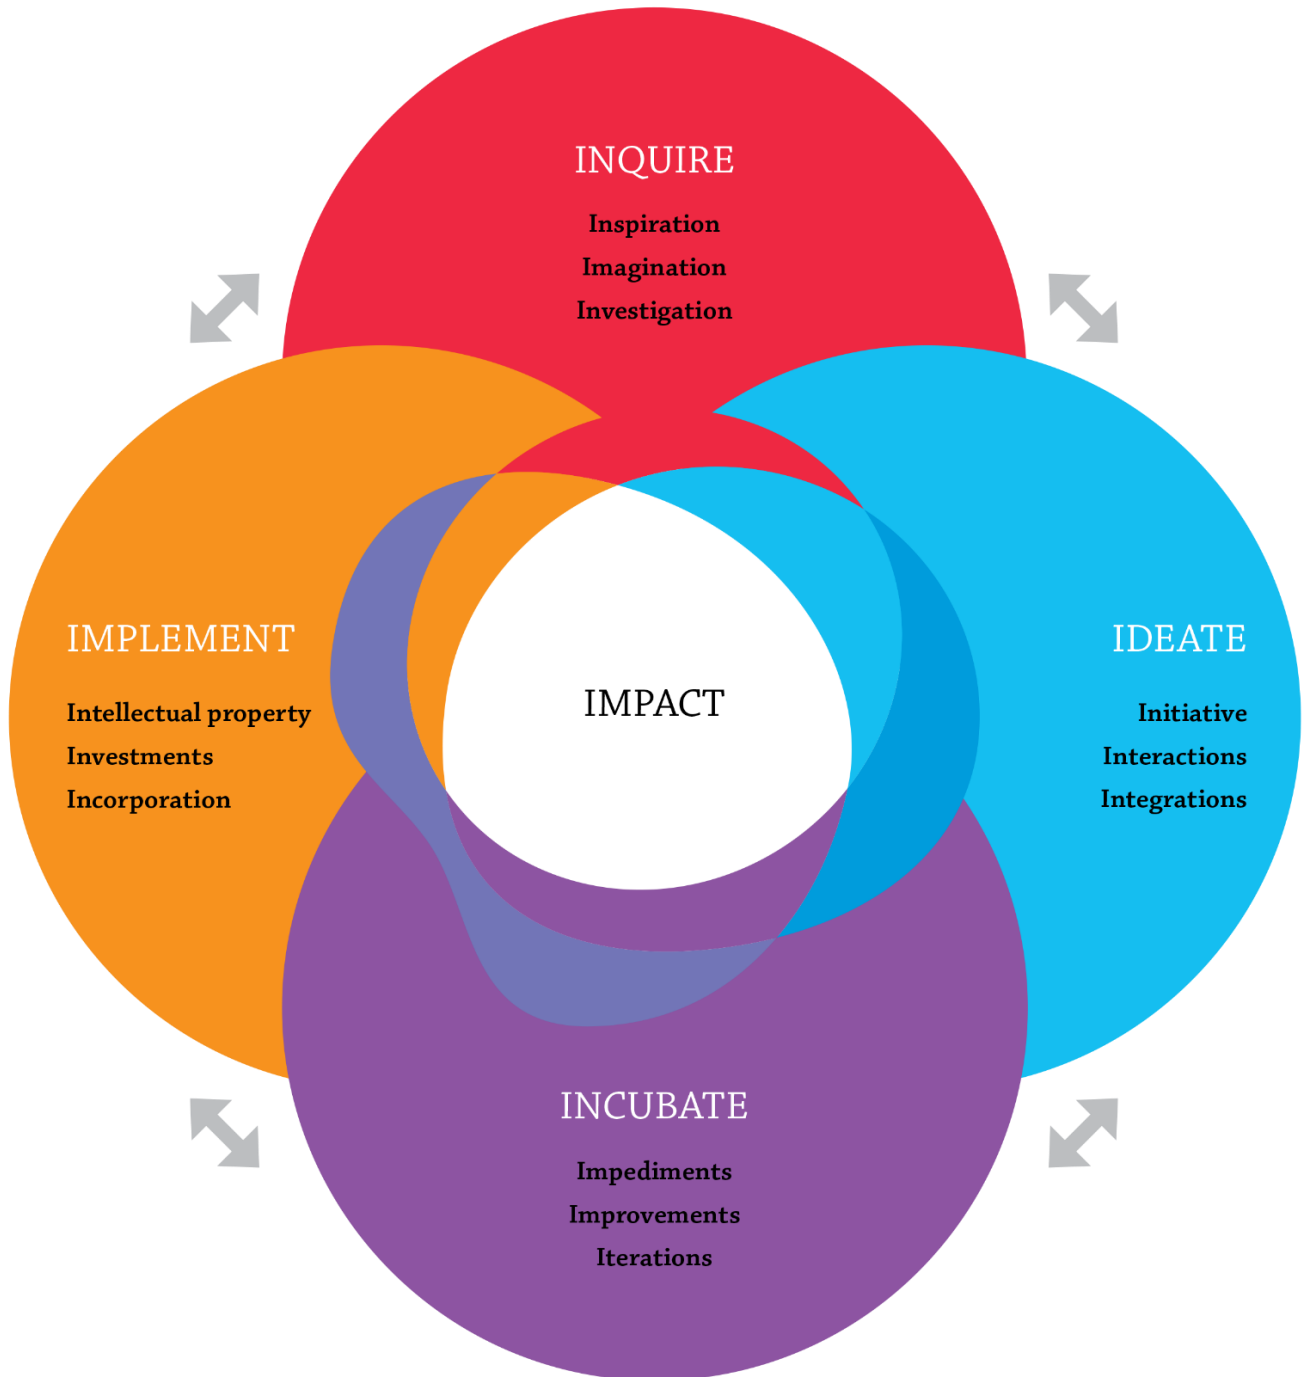 INQUIRE
Inspiration
Imagination
Investigation
IMPLEMENT
Intellectual property
Investments
Incorporation
IMPACT
IDEATE
Initiative
Interactions
Integrations
INCUBATE
Impediments
Improvements
Iterations